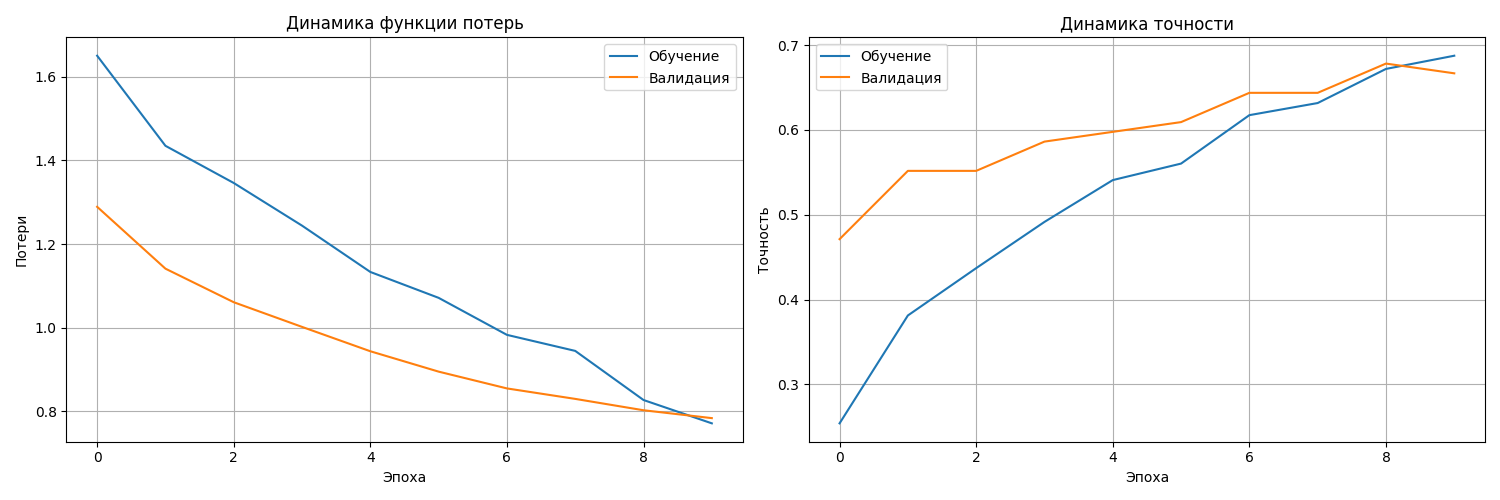 Динамика функции потерь
Обучение
Валидация
1.6
1.4
1.2
1.0
0.8
Потери
0
2
4
6
8
Эпоха
Динамика точности
Обучение
Валидация
0.7
0.6
0.5
0.4
0.3
Точность
0
2
4
6
8
Эпоха